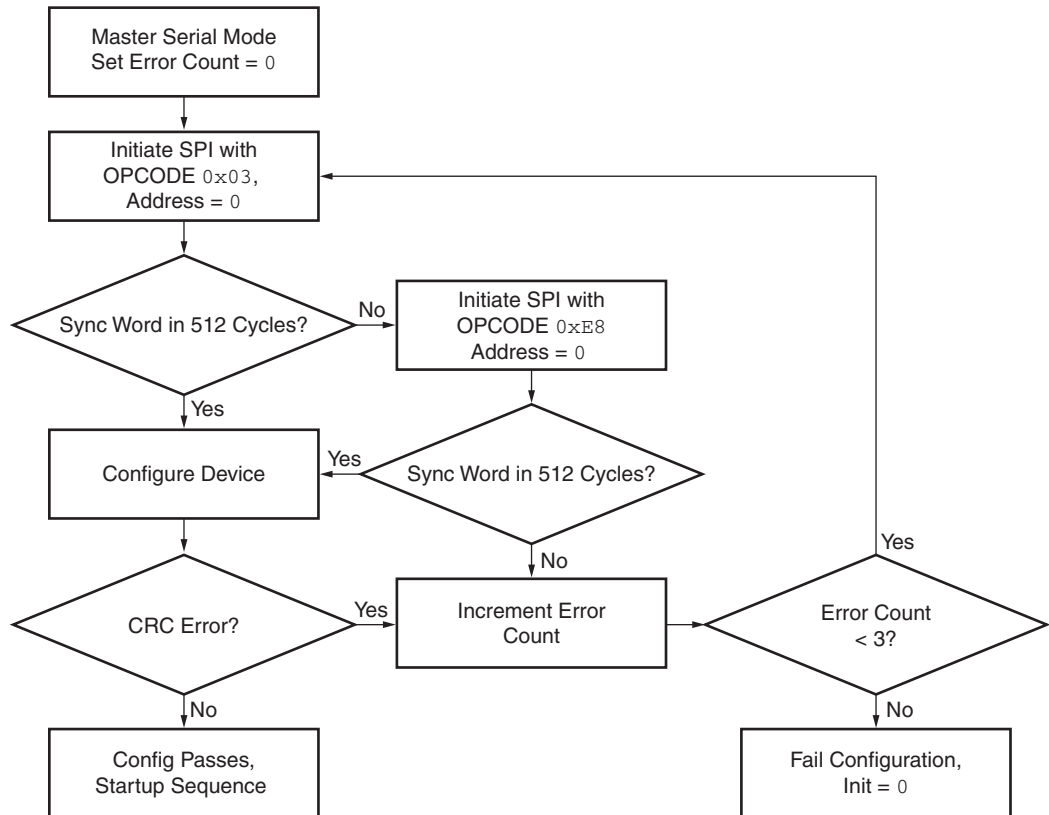 Master Serial Mode
Set Error Count = 0
Initiate SPI with
OPCODE 0x03,
Address = 0
Sync Word in 512 Cycles?
No
Initiate SPI with
OPCODE 0xE8
Address = 0
Yes
Configure Device
Yes
Sync Word in 512 Cycles?
No
CRC Error?
Yes
Increment Error
Count
Yes
Error Count
< 3?
No
Config Passes,
Startup Sequence
No
Fail Configuration,
Init = 0